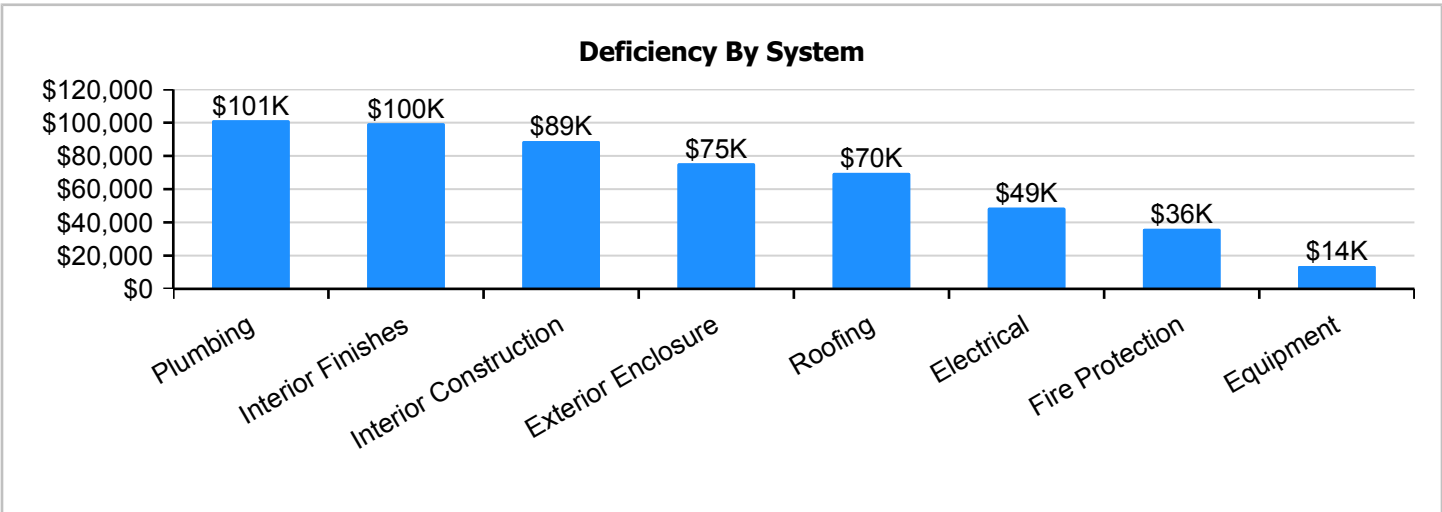 Deficiency By System
$120,000
$100,000
$80,000
$60,000
$40,000
$20,000
$0
$101K
$100K
$89K
$75K
$70K
$49K
$36K
$14K
Plumbing
Interior Finishes
Interior Construction
Exterior Enclosure
Roofing
Electrical
Fire Protection
Equipment